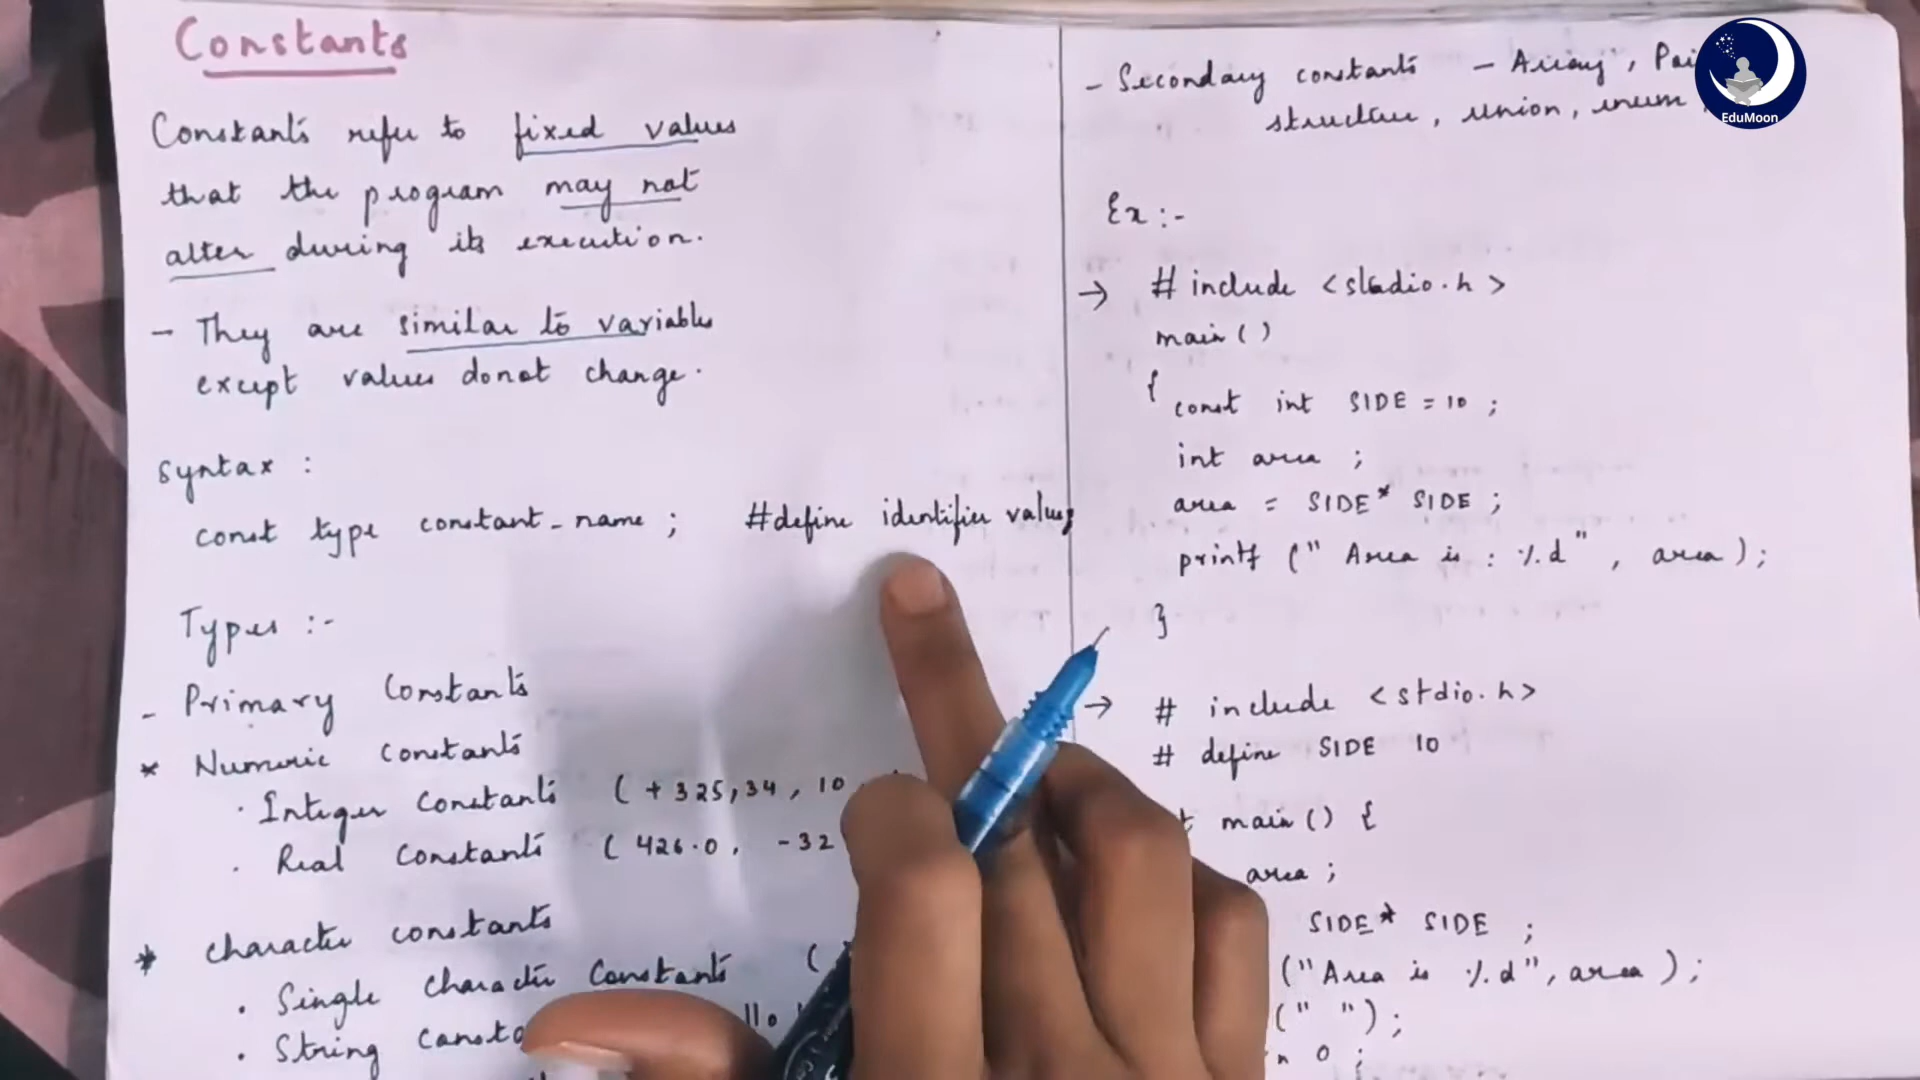 Constants
Constants refer to fixed values
that the program may not
alter during its execution.
- They are similar to variables
except values donot change.
Syntax :
const type constant_name ; #define identifier value;
Types :-
- Primary Constants
* Numeric constants
· Integer Constants ( + 325, 34, 10
· Real Constants ( 426.0, - 32
* Character constants
· Single character Constants (
· String
- Secondary constants - Array,
structure, union, enum
Ex :-
→ # include <stdio.h>
main ( )
{
const int SIDE = 10 ;
int area ;
area = SIDE * SIDE ;
printf (" Area is : %d " , area ) ;
}
→ # include <stdio.h>
# define SIDE 10
main () {
area ;
SIDE * SIDE ;
("Area is %d", area ) ;
(" ") ;
0 ;
EduMoon